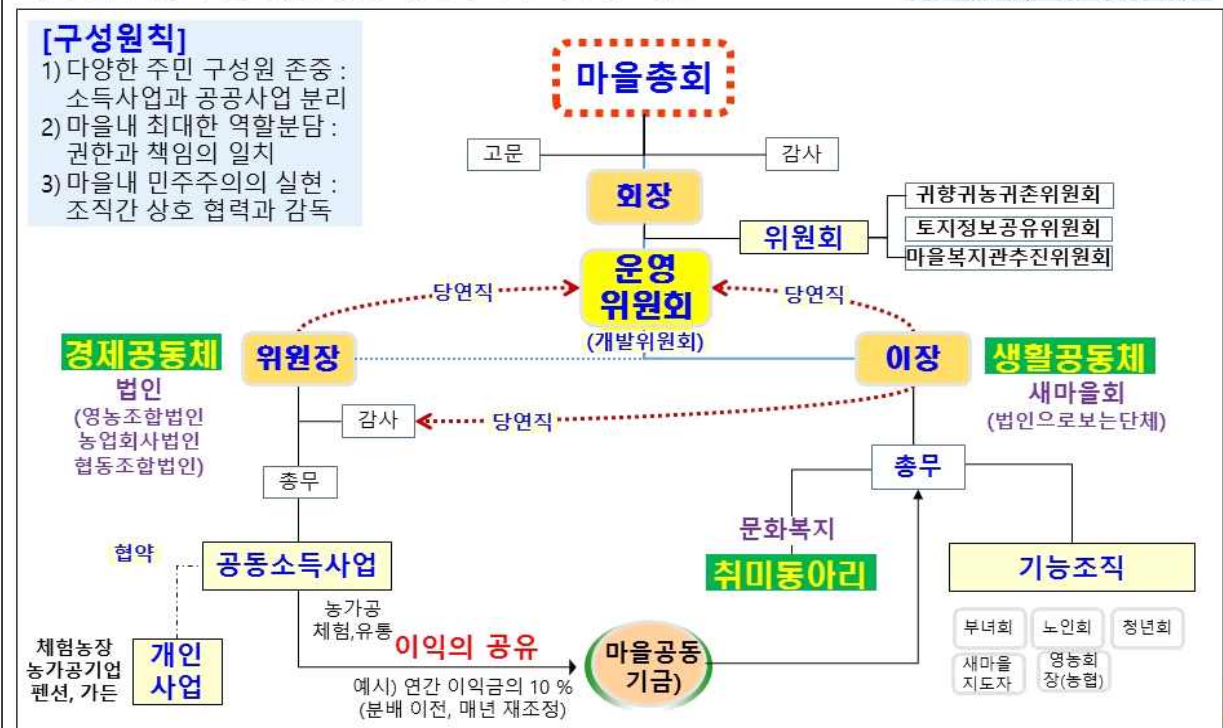 [구성원칙]
1) 다양한 주민 구성원 존중 :
소득사업과 공공사업 분리
2) 마을내 최대한 역할분담 :
권한과 책임의 일치
3) 마을내 민주주의의 실현 :
조직간 상호 협력과 감독
마을총회
고문
감사
회장
위원회
귀향귀농귀촌위원회
토지정보공유위원회
마을복지관추진위원회
운영
위원회
(개발위원회)
당연직
당연직
경제공동체
법인
(영농조합법인
농업회사법인
협동조합법인)
위원장
이장
생활공동체
새마을회
(법인으로보는단체)
감사
당연직
총무
총무
문화복지
취미동아리
기능조직
부녀회
노인회
청년회
새마을
지도자
영농회
장(농협)
협약
공동소득사업
농가공
체험,유통
체험농장
농가공기업
펜션, 가든
개인
사업
이익의 공유
예시) 연간 이익금의 10 %
(분배 이전, 매년 재조정)
마을공동
기금)